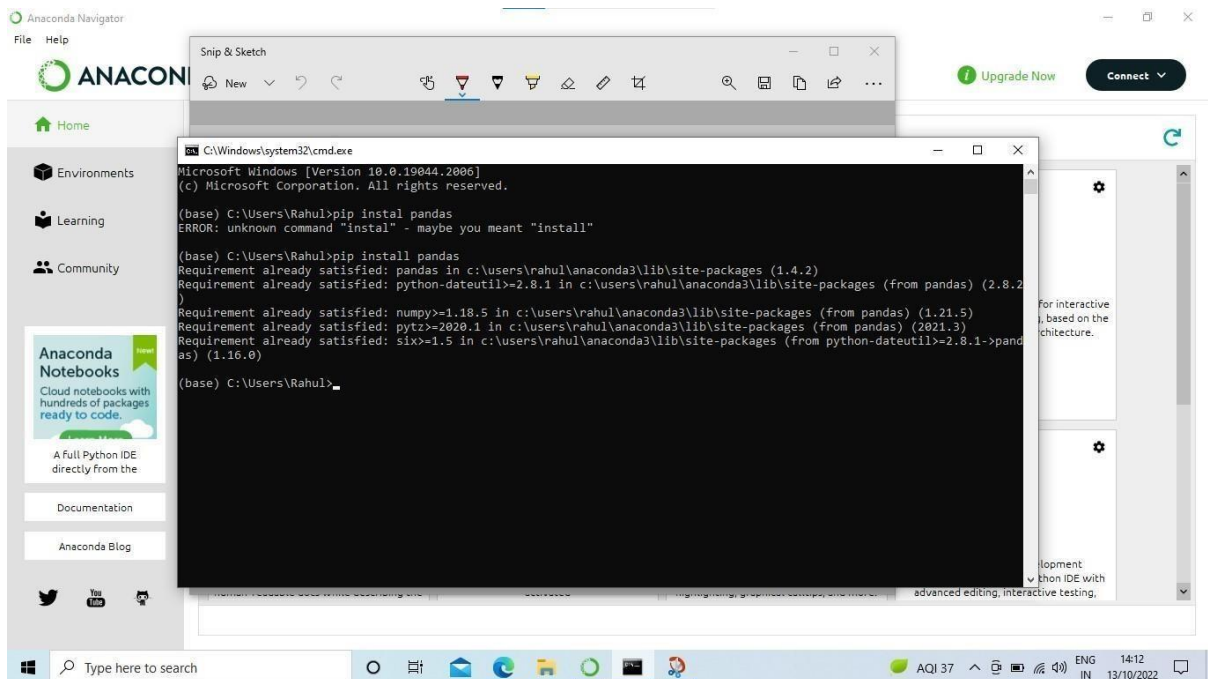 Anaconda Navigator
File Help
ANACON
Upgrade Now
Connect
Snip & Sketch
New
Home
Environments
Learning
Community
C:\Windows\system32\cmd.exe
Microsoft Windows [Version 10.0.19044.2006]
(c) Microsoft Corporation. All rights reserved.
(base) C:\Users\Rahul>pip instal pandas
ERROR: unknown command "instal" - maybe you meant "install"
(base) C:\Users\Rahul>pip install pandas
Requirement already satisfied: pandas in c:\users\rahul\anaconda3\lib\site-packages (1.4.2)
Requirement already satisfied: python-dateutil>=2.8.1 in c:\users\rahul\anaconda3\lib\site-packages (from pandas) (2.8.2
)
Requirement already satisfied: numpy>=1.18.5 in c:\users\rahul\anaconda3\lib\site-packages (from pandas) (1.21.5)
Requirement already satisfied: pytz>=2020.1 in c:\users\rahul\anaconda3\lib\site-packages (from pandas) (2021.3)
Requirement already satisfied: six>=1.5 in c:\users\rahul\anaconda3\lib\site-packages (from python-dateutil>=2.8.1->pand
as) (1.16.0)
(base) C:\Users\Rahul>
for interactive
, based on the
rchitecture.
Anaconda
Notebooks
New!
Cloud notebooks with
hundreds of packages
ready to code.
A full Python IDE
directly from the
Documentation
Anaconda Blog
You
Tube
lopment
thon IDE with
advanced editing, interactive testing,
Type here to search
AQI 37
ENG
IN
14:12
13/10/2022